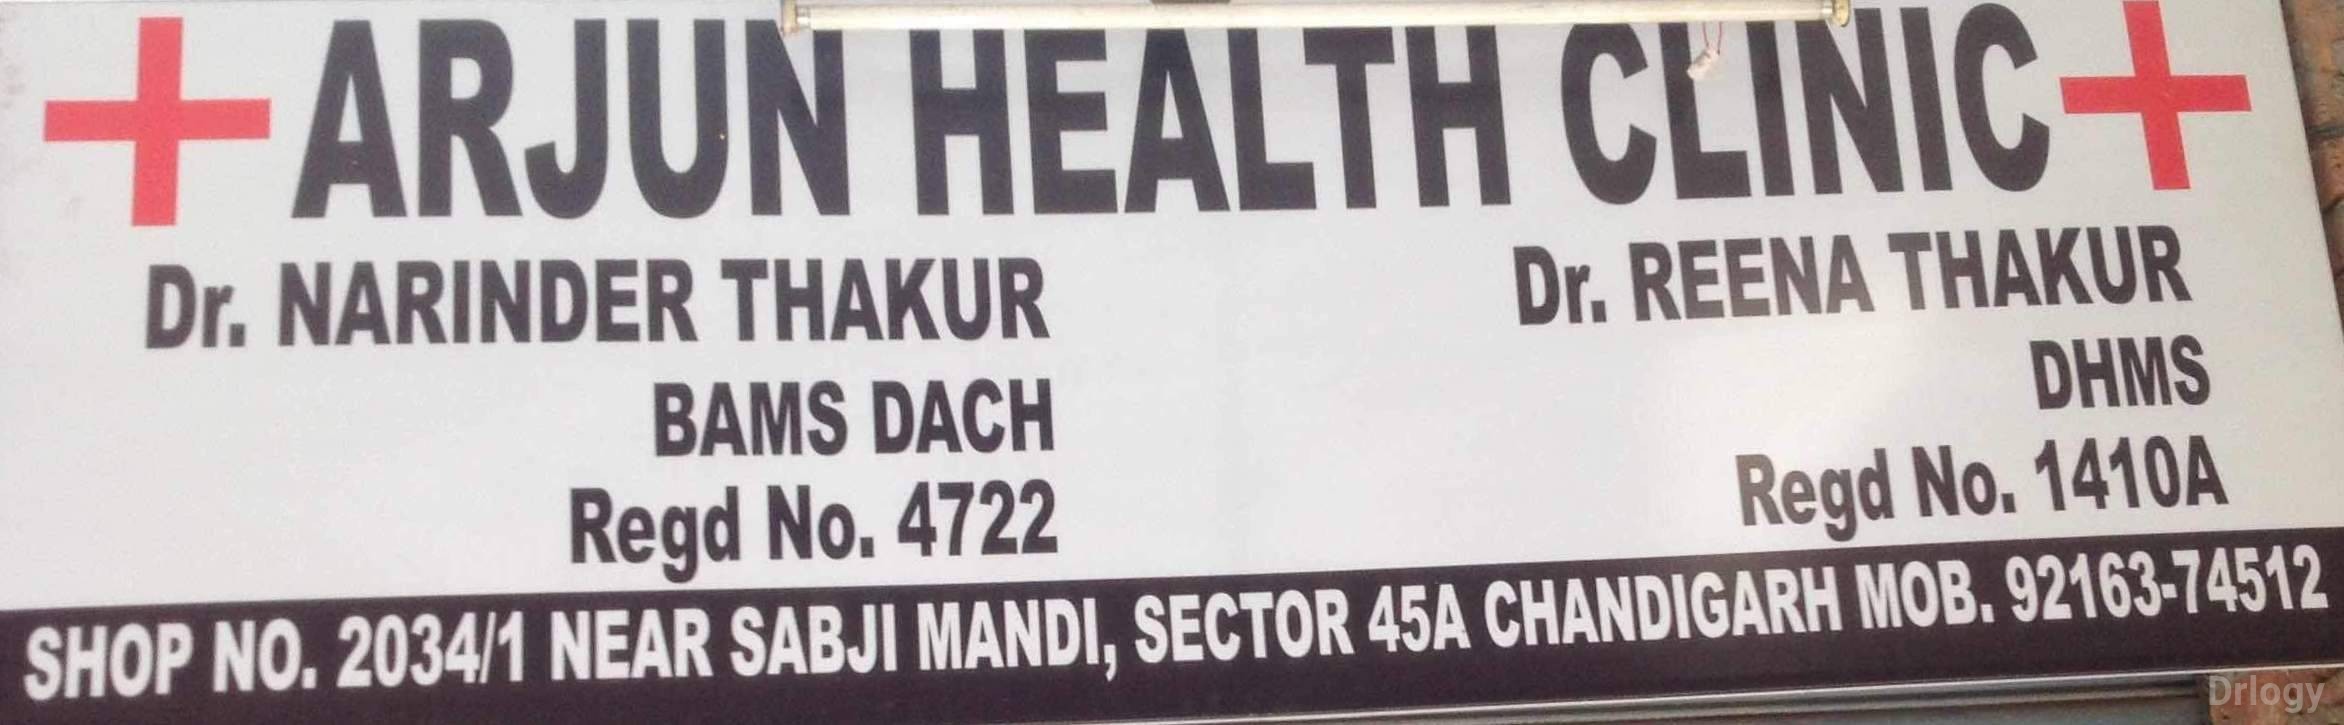 ARJUN HEALTH CLINIC
Dr. NARINDER THAKUR
BAMS DACH
Regd No. 4722
Dr. REENA THAKUR
DHMS
Regd No. 1410A
SHOP NO. 2034/1 NEAR SABJI MANDI, SECTOR 45A CHANDIGARH MOB. 92163-74512
Drlogy